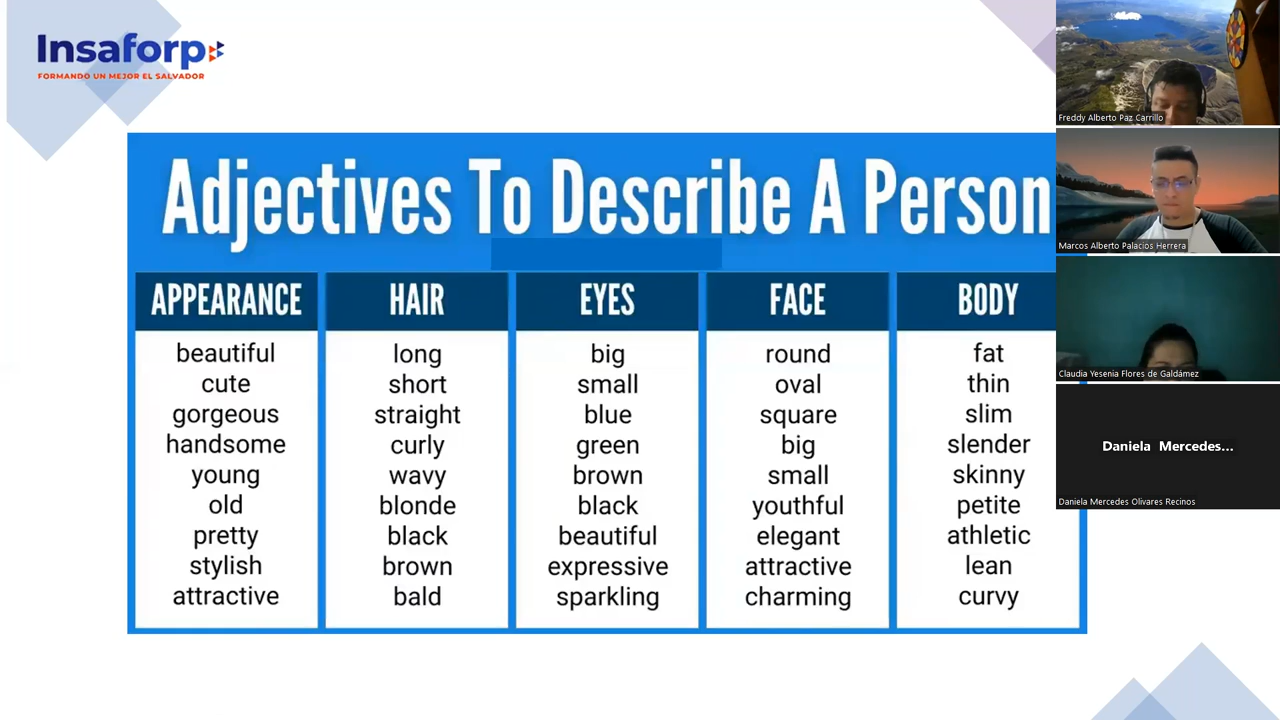 Insaforp
FORMANDO UN MEJOR EL SALVADOR
Adjectives To Describe A Person
APPEARANCE
beautiful
cute
gorgeous
handsome
young
old
pretty
stylish
attractive
HAIR
long
short
straight
curly
wavy
blonde
black
brown
bald
EYES
big
small
blue
green
brown
black
beautiful
expressive
sparkling
FACE
round
oval
square
big
small
youthful
elegant
attractive
charming
BODY
fat
thin
slim
slender
skinny
petite
athletic
lean
curvy
Freddy Alberto Paz Carrillo
Marcos Alberto Palacios Herrera
Claudia Yesenia Flores de Galdámez
Daniela Mercedes...
Daniela Mercedes Olivares Recinos